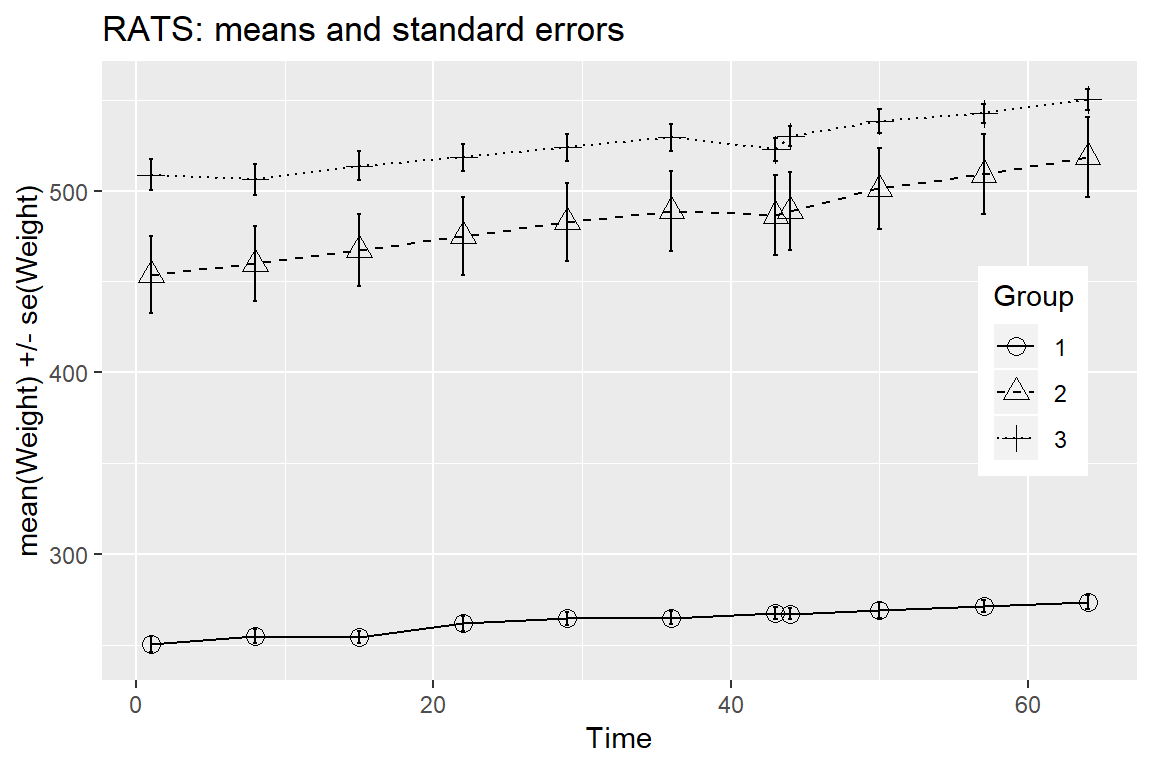 RATS: means and standard errors
mean(Weight) +/- se(Weight)
500
400
300
Group
1
2
3
0
20
40
60
Time